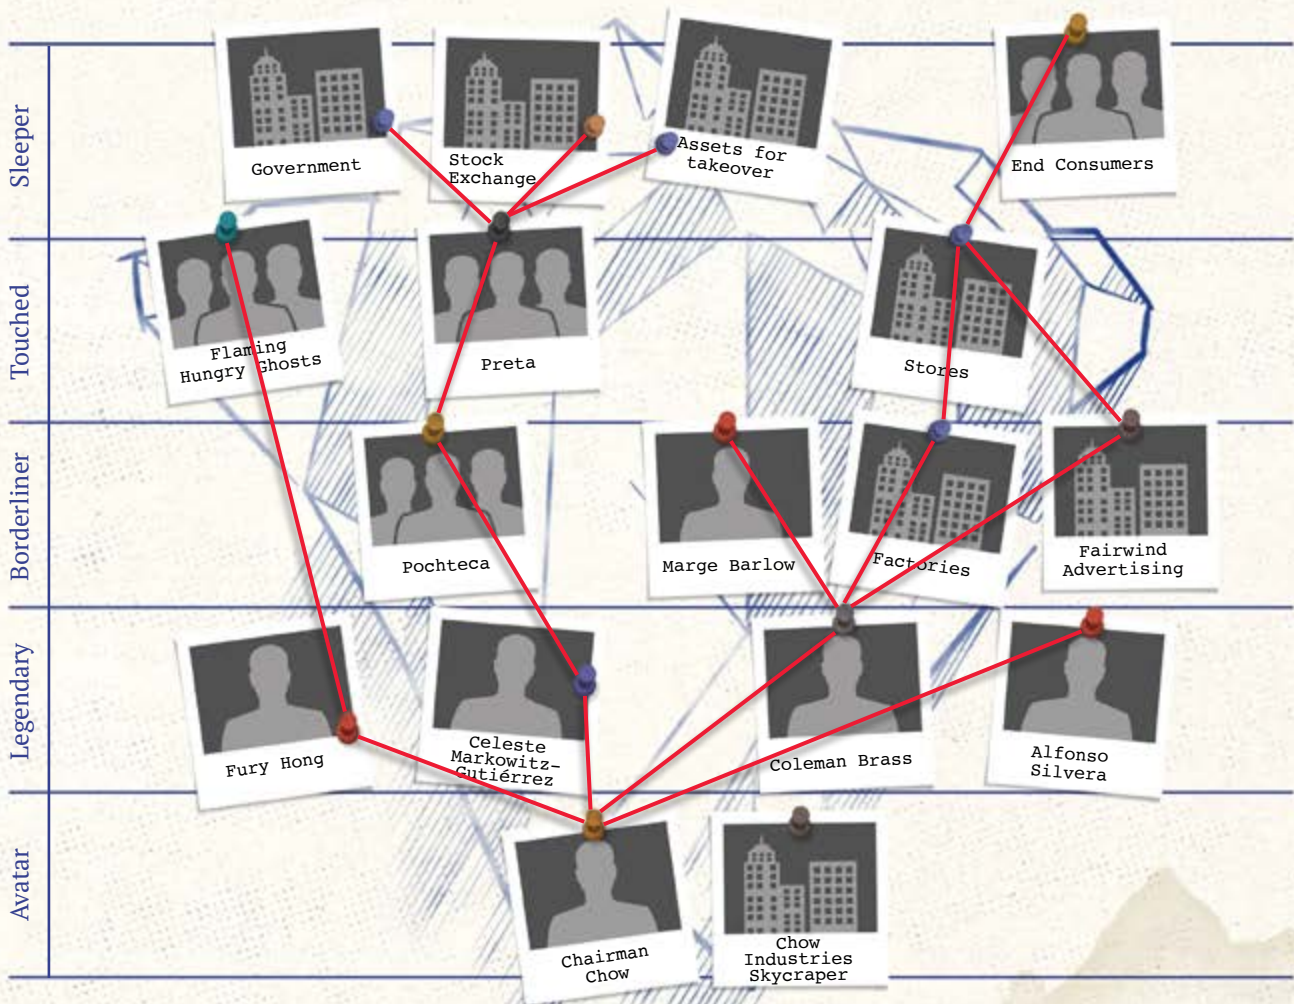 Sleeper
Government
Stock
Exchange
Assets for
takeover
End Consumers
Touched
Flaming
Hungry Ghosts
Preta
Stores
Borderliner
Pochteca
Marge Barlow
Factories
Fairwind
Advertising
Legendary
Fury Hong
Celeste
Markowitz-
Gutiérrez
Coleman Brass
Alfonso
Silvera
Avatar
Chairman
Chow
Chow
Industries
Skycraper